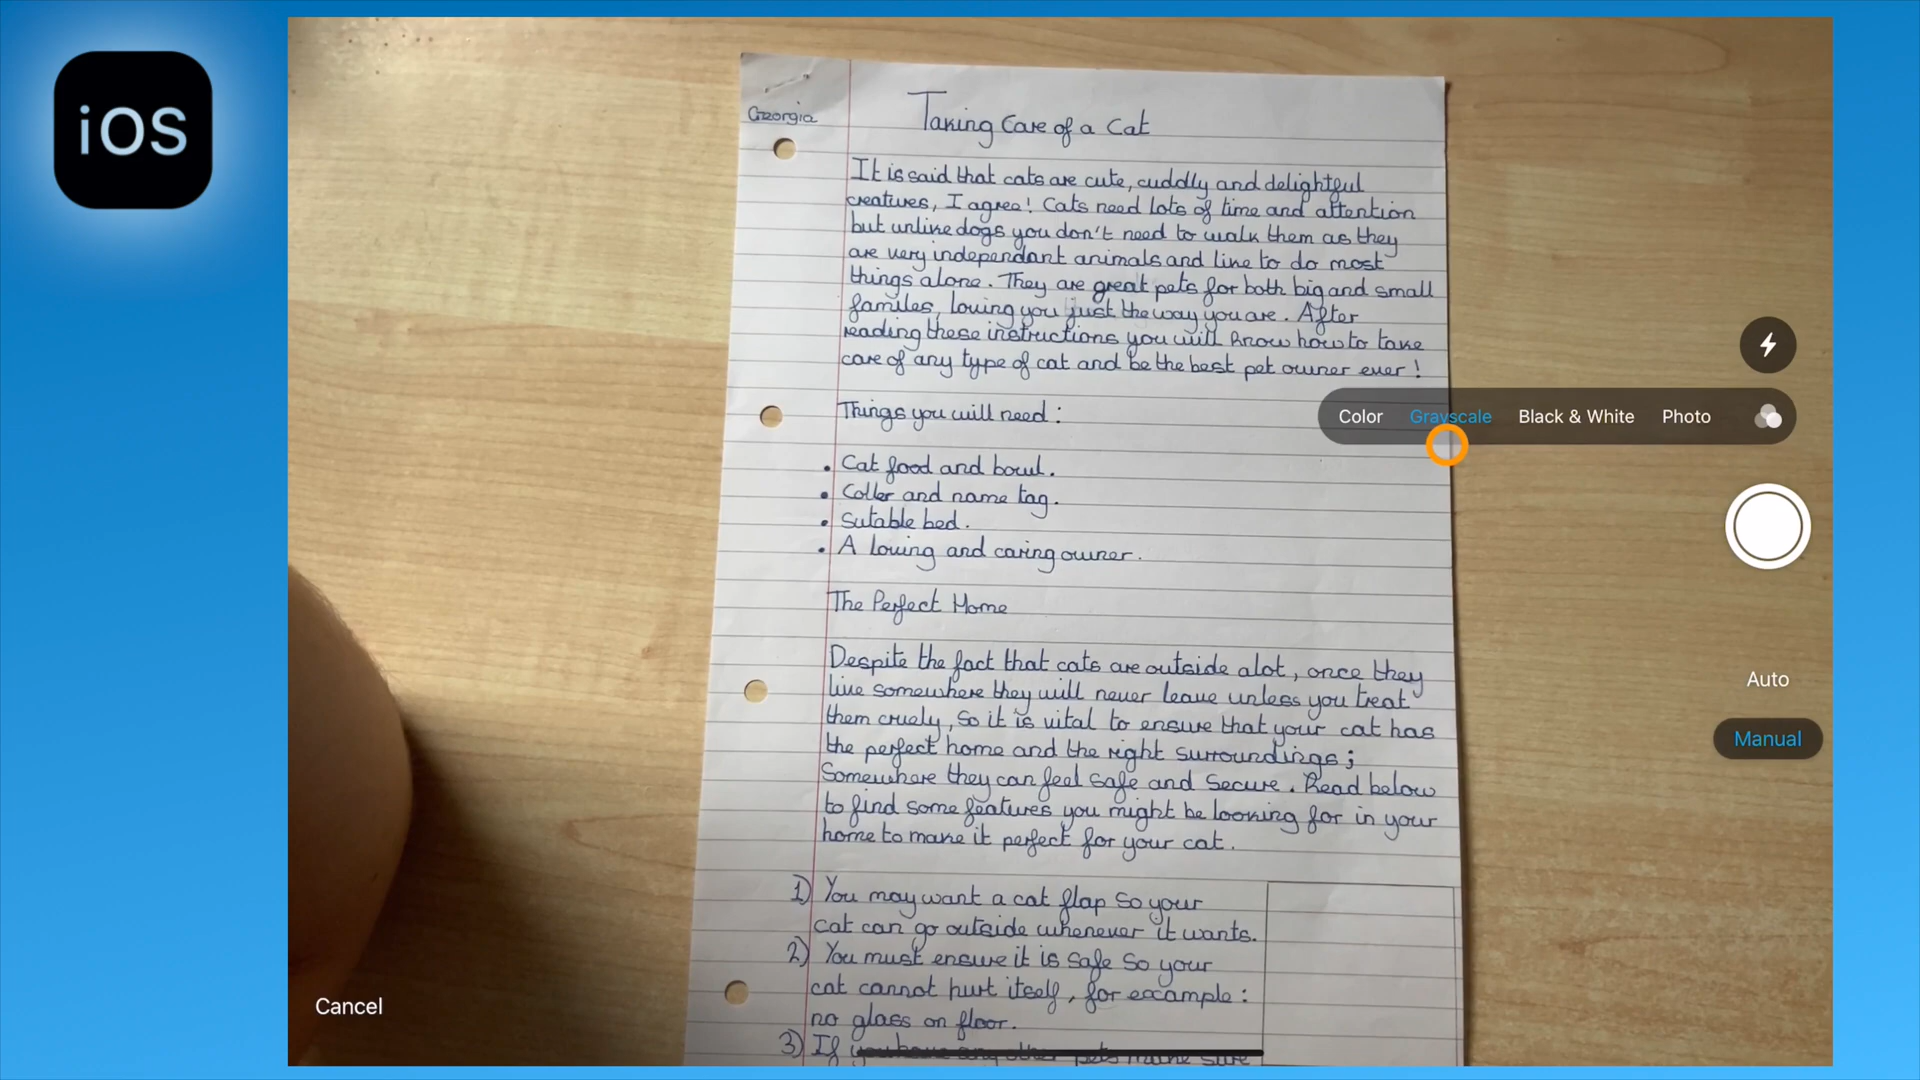 iOS
Georgia
Taking Care of a Cat
It is said that cats are cute, cuddly and delightful
creatures, I agree! Cats need lots of time and attention
but unlike dogs you don't need to walk them as they
are very independant animals and like to do most
things alone. They are great pets for both big and small
familes, loving you just the way you are. After
reading these instructions you will know how to take
care of any type of cat and be the best pet owner ever!
Things you will need:
Color Grayscale Black & White Photo
• Cat food and bowl.
• Coller and name tag.
• Sutable bed.
• A loving and caring owner.
The Perfect Home
Despite the fact that cats are outside alot, once they
live somewhere they will never leave unless you treat
them cruely, so it is vital to ensure that your cat has
the perfect home and the right surroundings;
Somewhere they can feel safe and secure. Read below
to find some features you might be looking for in your
home to make it perfect for your cat.
Auto
Manual
1) You may want a cat flap so your
cat can go outside whenever it wants.
2) You must ensure it is safe so your
cat cannot hurt itself, for example:
no glass on floor.
3) If you have any other pets make sure
Cancel